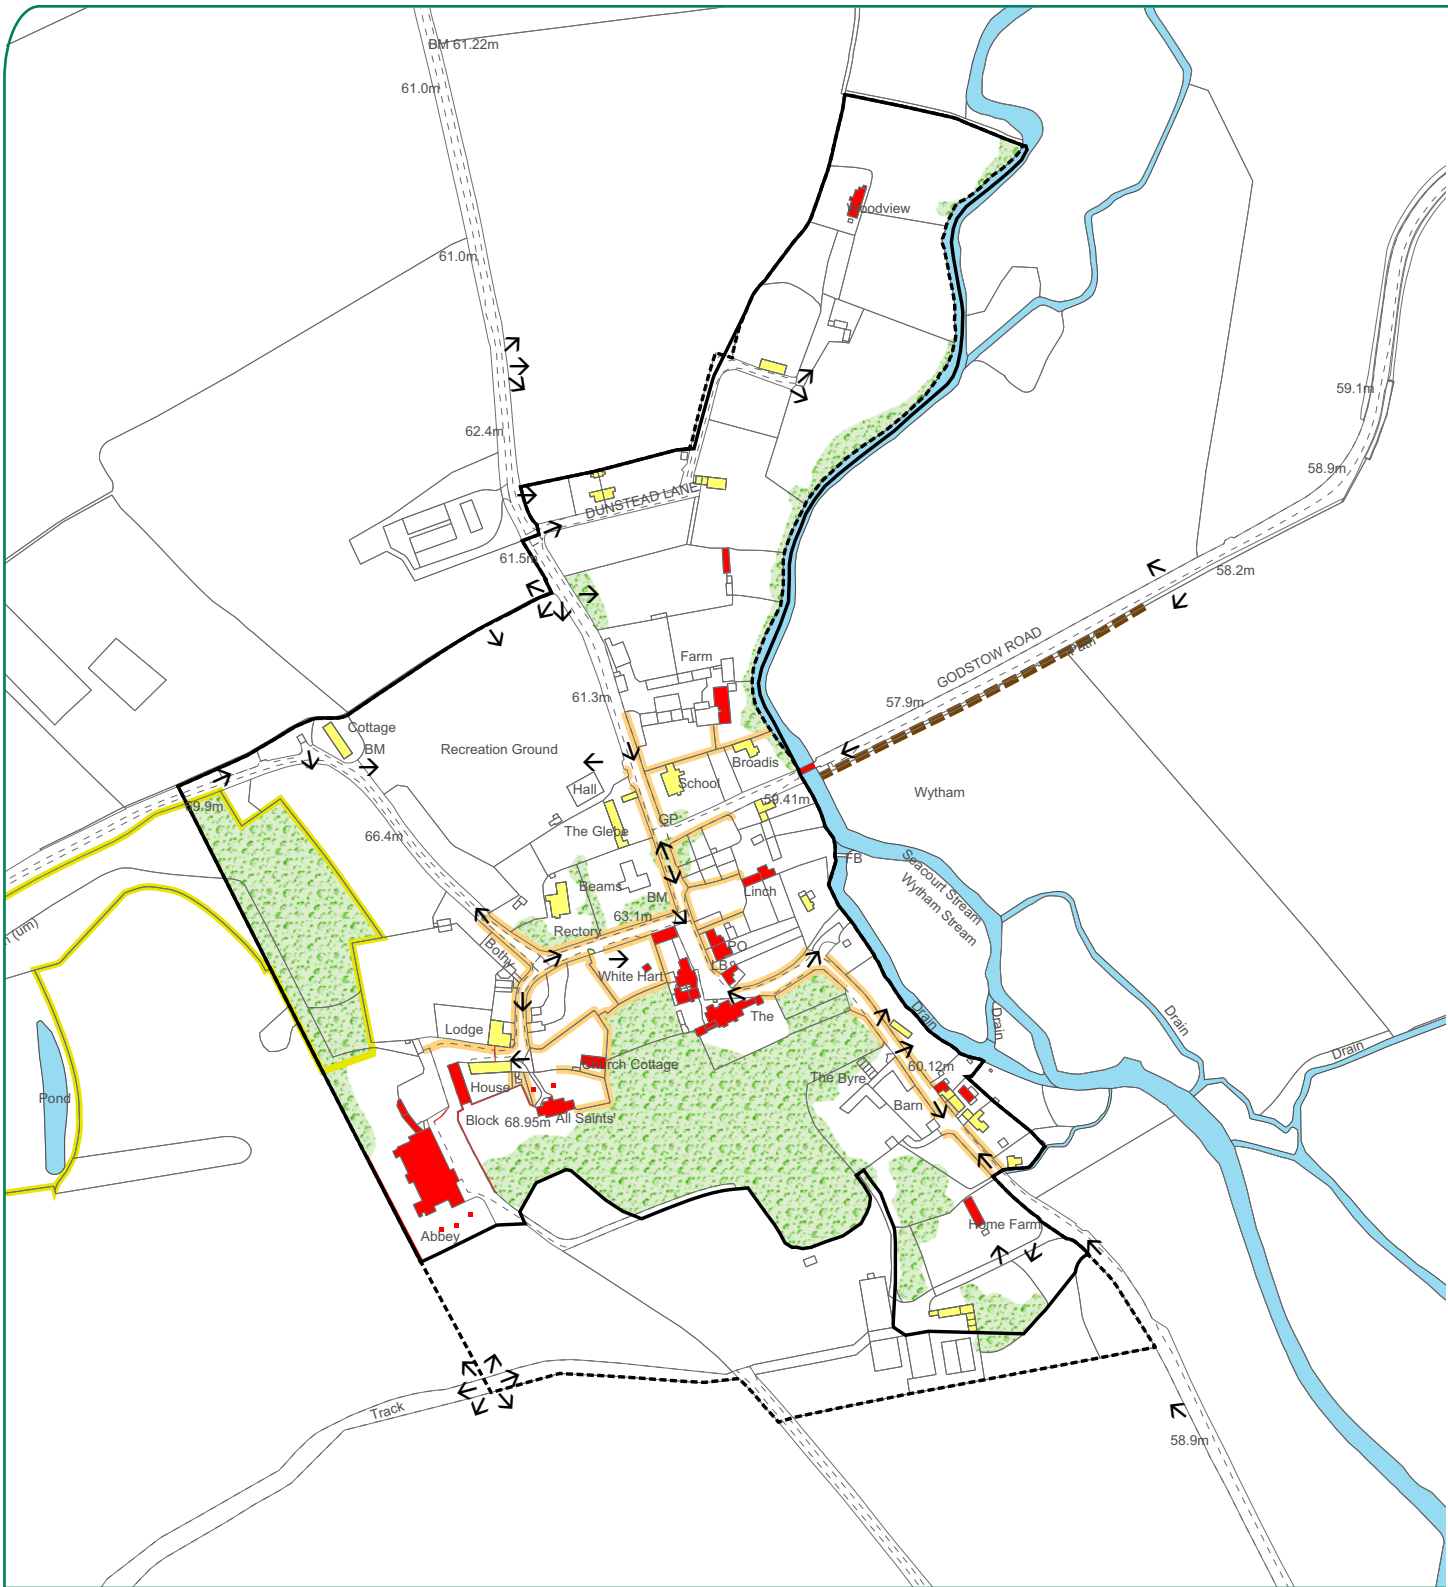 BM 61.22m
61.0m
Woodview
61.0m
59.1m
62.4m
58.9m
DUNSTEAD LANE
61.5m
58.2m
GODSTOW ROAD
Path
Farm
61.3m
57.9m
Cottage
BM
Recreation Ground
Broadis
School
Hall
59.41m
Wytham
69.9m
The Glebe
GP
66.4m
FB
Seacourt Stream
Wytham Stream
Beams
BM
Linch
63.1m
Rectory
PO
Bothy
LB
White Hart
(um)
The
Drain
Drain
Drain
Lodge
Drain
Church Cottage
60.12m
The Byre
House
Pond
Barn
Block
68.95m
All Saints'
Home Farm
Abbey
Track
58.9m